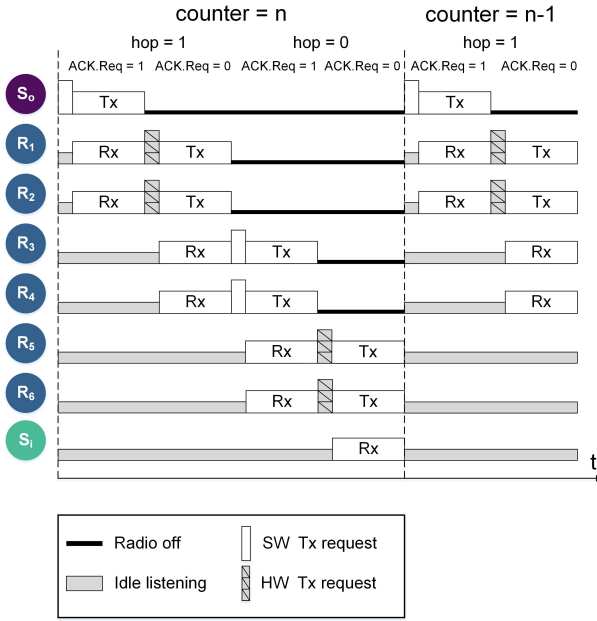 counter = n counter = n-1
hop = 1 hop = 0 hop = 1
ACK.Req = 1 ACK.Req = 0 ACK.Req = 1 ACK.Req = 0 ACK.Req = 1 ACK.Req = 0
So Tx Tx
R1 Rx Tx Rx Tx
R2 Rx Tx Rx Tx
R3 Rx Tx Rx
R4 Rx Tx Rx
R5 Rx Tx
R6 Rx Tx
Si Rx
t
Radio off SW Tx request
Idle listening HW Tx request